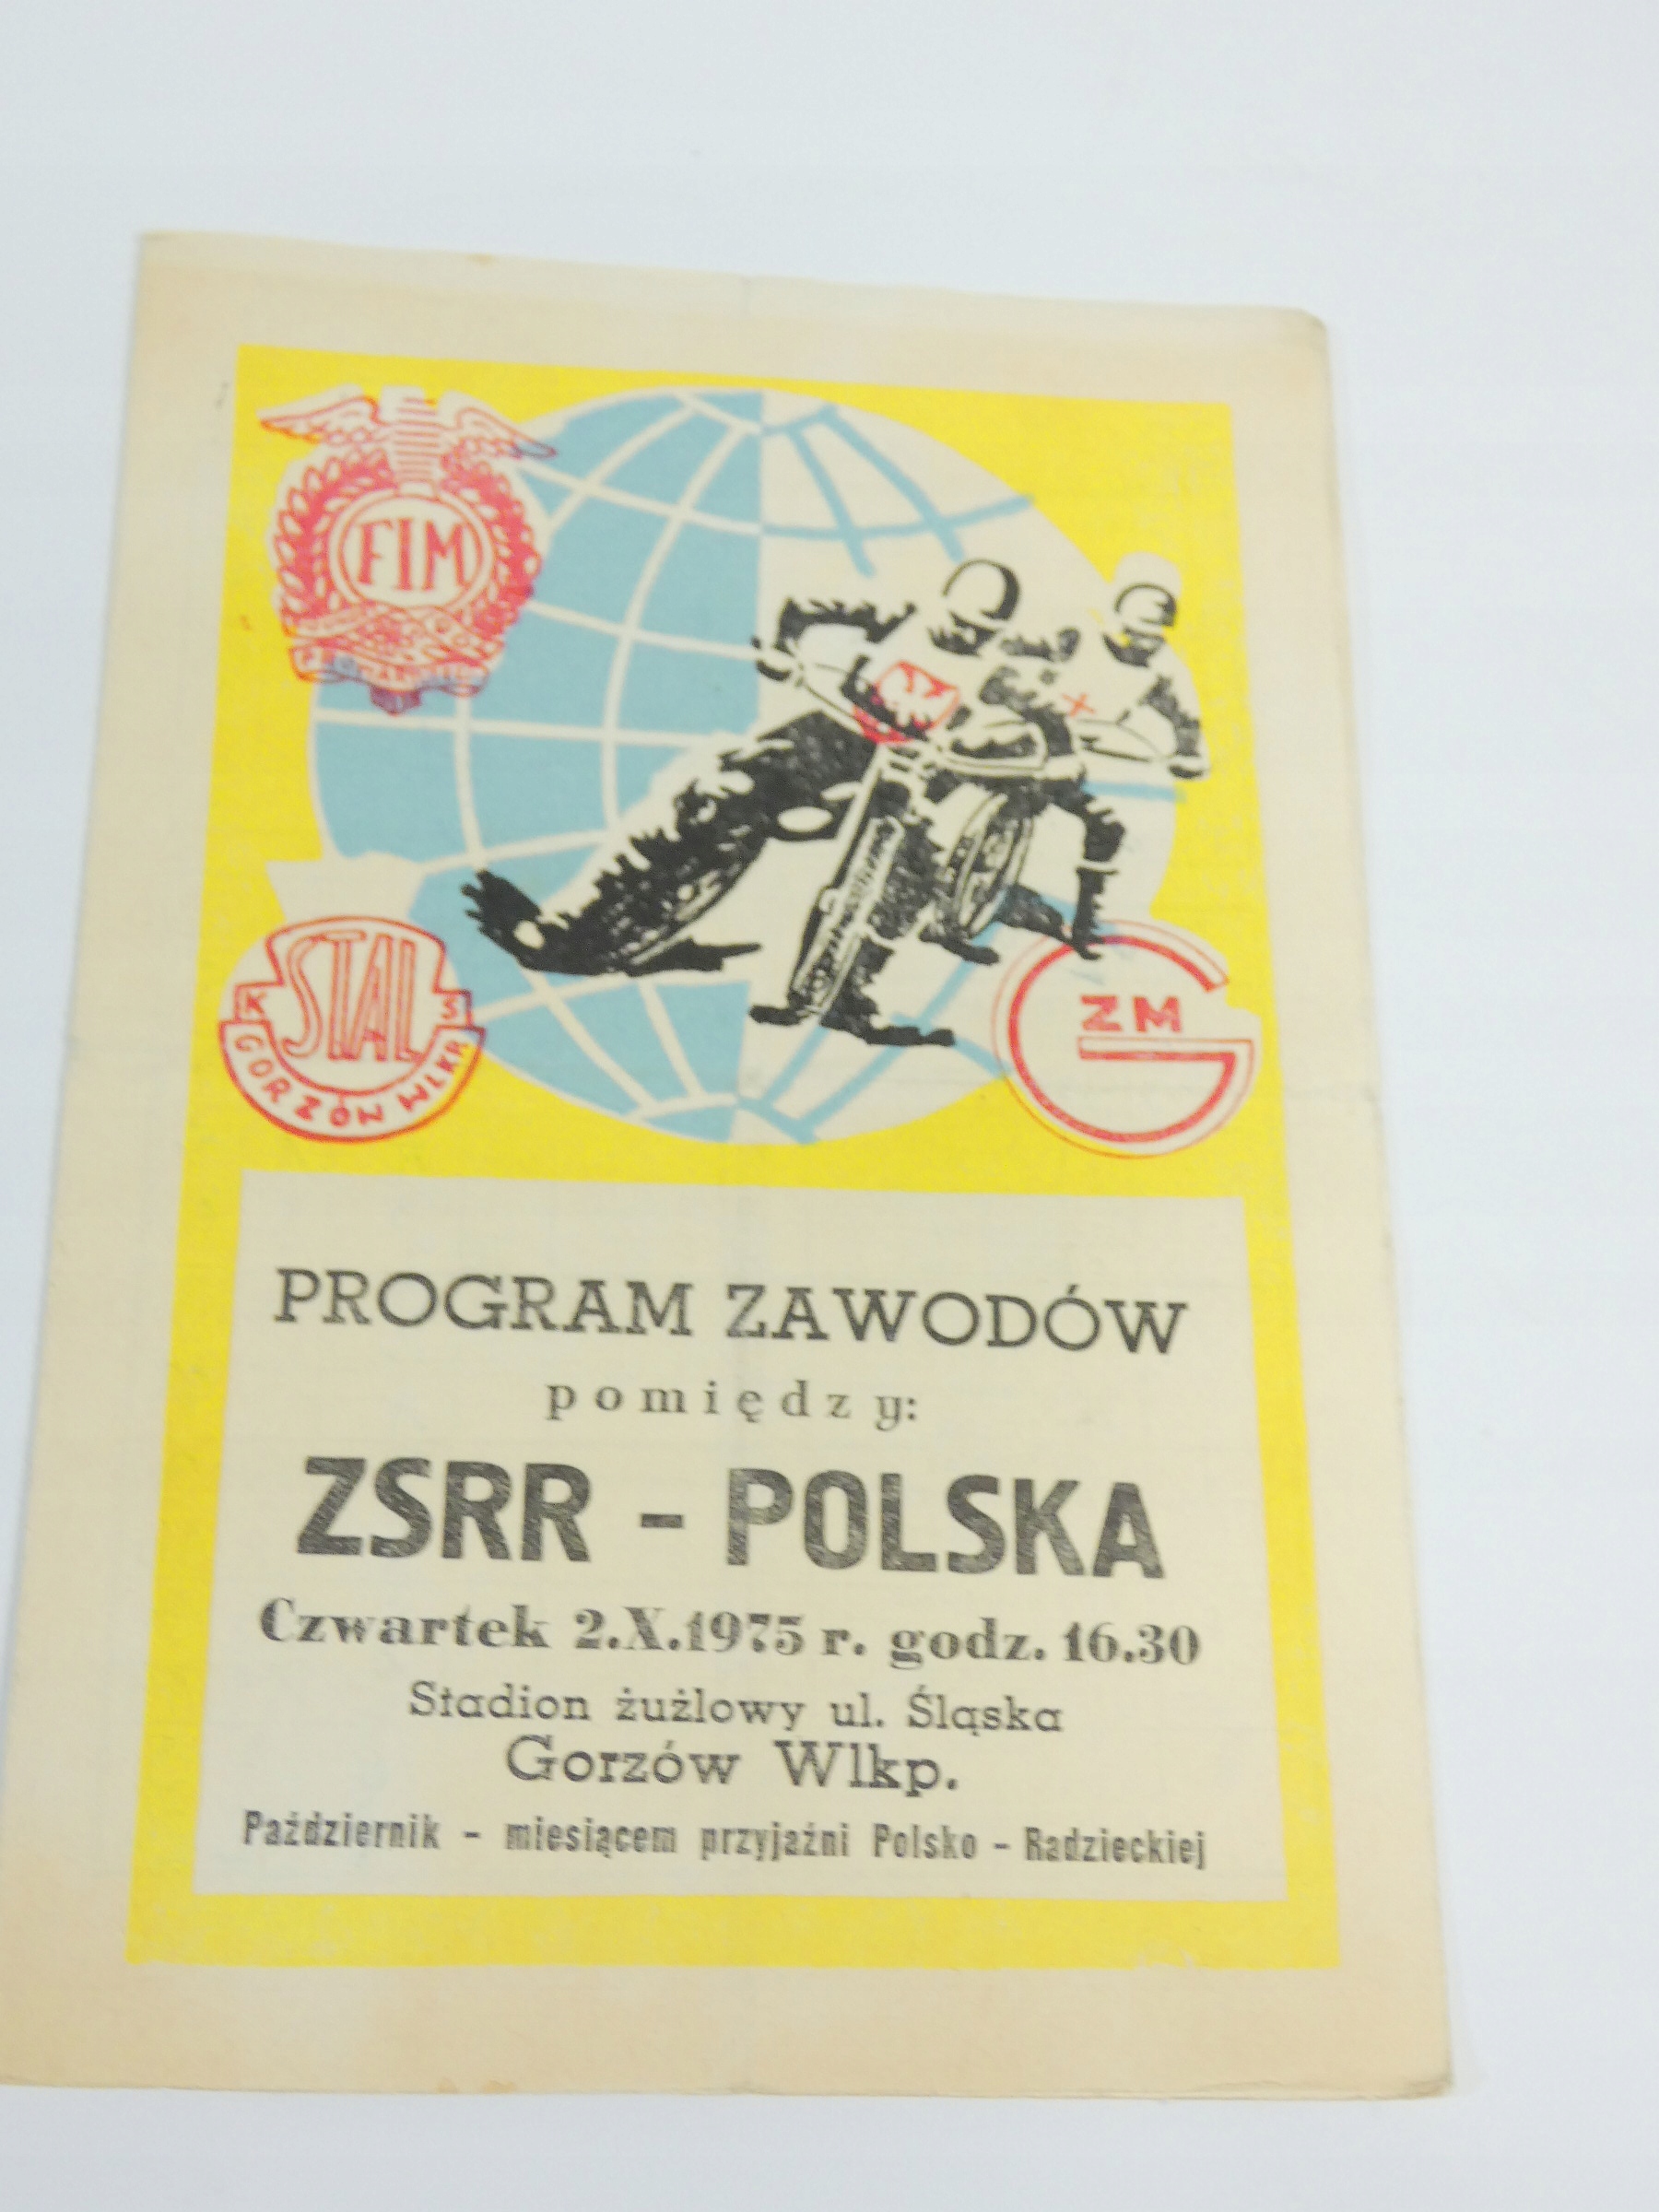 FIM
STAL
K S
GORZÓW WLKP.
ZM
G
PROGRAM ZAWODÓW
pomiędzy:
ZSRR - POLSKA
Czwartek 2.X.1975 r. godz. 16.30
Stadion żużlowy ul. Śląska
Gorzów Wlkp.
Październik - miesiącem przyjaźni Polsko - Radzieckiej